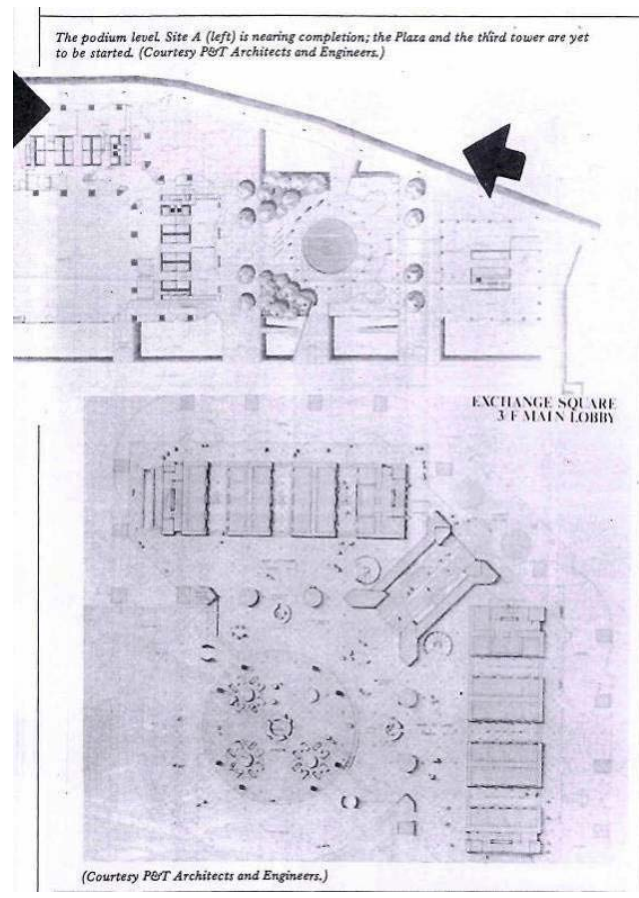 The podium level. Site A (left) is nearing completion; the Plaza and the third tower are yet
to be started. (Courtesy P&T Architects and Engineers.)
EXCHANGE SQUARE
3/F MAIN LOBBY
(Courtesy P&T Architects and Engineers.)